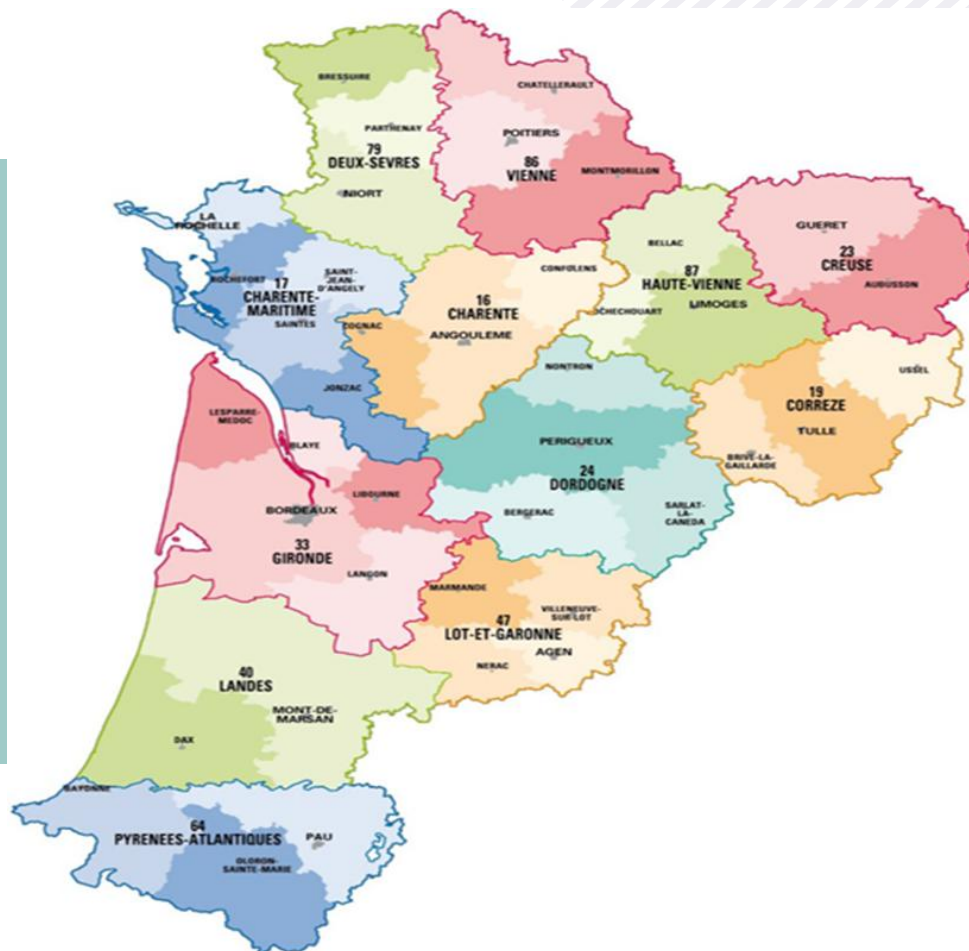 BRESSUIRE
CHATELLERAULT
PARTHENAY
POITIERS
79
DEUX-SEVRES
86
VIENNE
MONTMORILLON
NIORT
LA
ROCHELLE
GUERET
BELLAC
23
CREUSE
CONFOLENS
87
HAUTE-VIENNE
ROCHEFORT
SAINT-
JEAN-
D'ANGELY
17
CHARENTE-
MARITIME
16
CHARENTE
AUBUSSON
LIMOGES
OCHECHOUART
SAINTES
COGNAC
ANGOULEME
NONTRON
USSEL
JONZAC
19
CORREZE
LESPARRE-
MEDOC
TULLE
BLAYE
PERIGUEUX
BRIVE-LA-
GAILLARDE
24
DORDOGNE
LIBOURNE
BORDEAUX
BERGERAC
SARLAT-
LA-
CANEDA
33
GIRONDE
LANGON
MARMANDE
VILLENEUVE-
SUR-LOT
47
LOT-ET-GARONNE
AGEN
NERAC
40
LANDES
MONT-DE-
MARSAN
DAX
BAYONNE
64
PYRENEES-ATLANTIQUES
PAU
OLORON-
SAINTE-MARIE